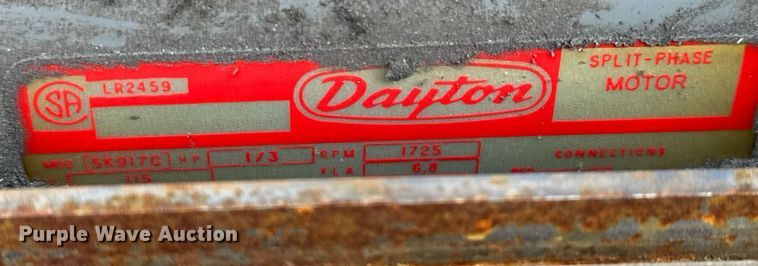 SA
LR2459
Dayton
SPLIT-PHASE
MOTOR
MOD 5K917C HP 1/3 RPM 1725
CONNECTIONS
115 FLA 6.8
Purple Wave Auction